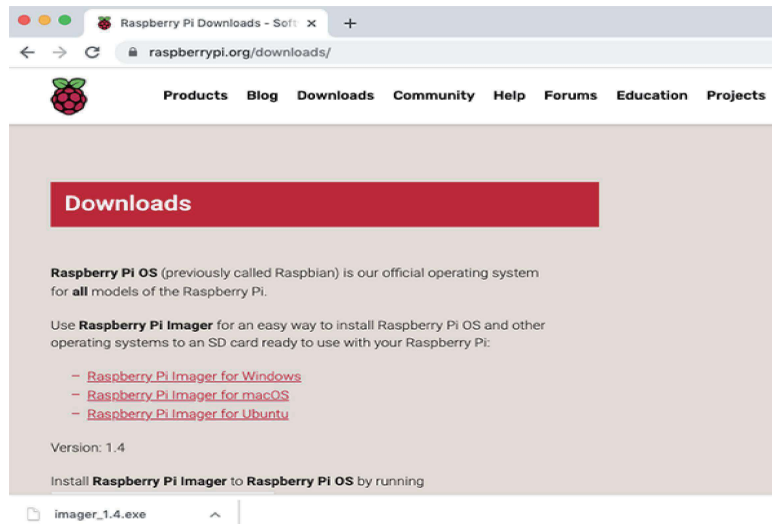 Raspberry Pi Downloads - Soft
raspberrypi.org/downloads/
Products Blog Downloads Community Help Forums Education Projects
Downloads
Raspberry Pi OS (previously called Raspbian) is our official operating system
for all models of the Raspberry Pi.
Use Raspberry Pi Imager for an easy way to install Raspberry Pi OS and other
operating systems to an SD card ready to use with your Raspberry Pi:
– Raspberry Pi Imager for Windows
– Raspberry Pi Imager for macOS
– Raspberry Pi Imager for Ubuntu
Version: 1.4
Install Raspberry Pi Imager to Raspberry Pi OS by running
imager_1.4.exe